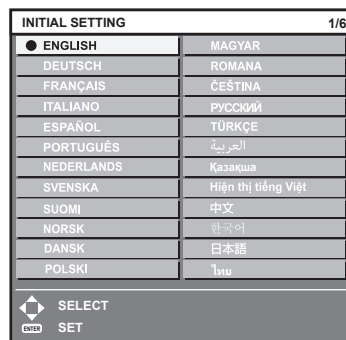 INITIAL SETTING 1/6
ENGLISH
DEUTSCH
FRANÇAIS
ITALIANO
ESPAÑOL
PORTUGUÊS
NEDERLANDS
SVENSKA
SUOMI
NORSK
DANSK
POLSKI
MAGYAR
ROMANA
ČEŠTINA
РУССКИЙ
TÜRKÇE
العربية
Қазақша
Hiện thị tiếng Việt
中文
한국어
日本語
ไทย
SELECT
ENTER SET